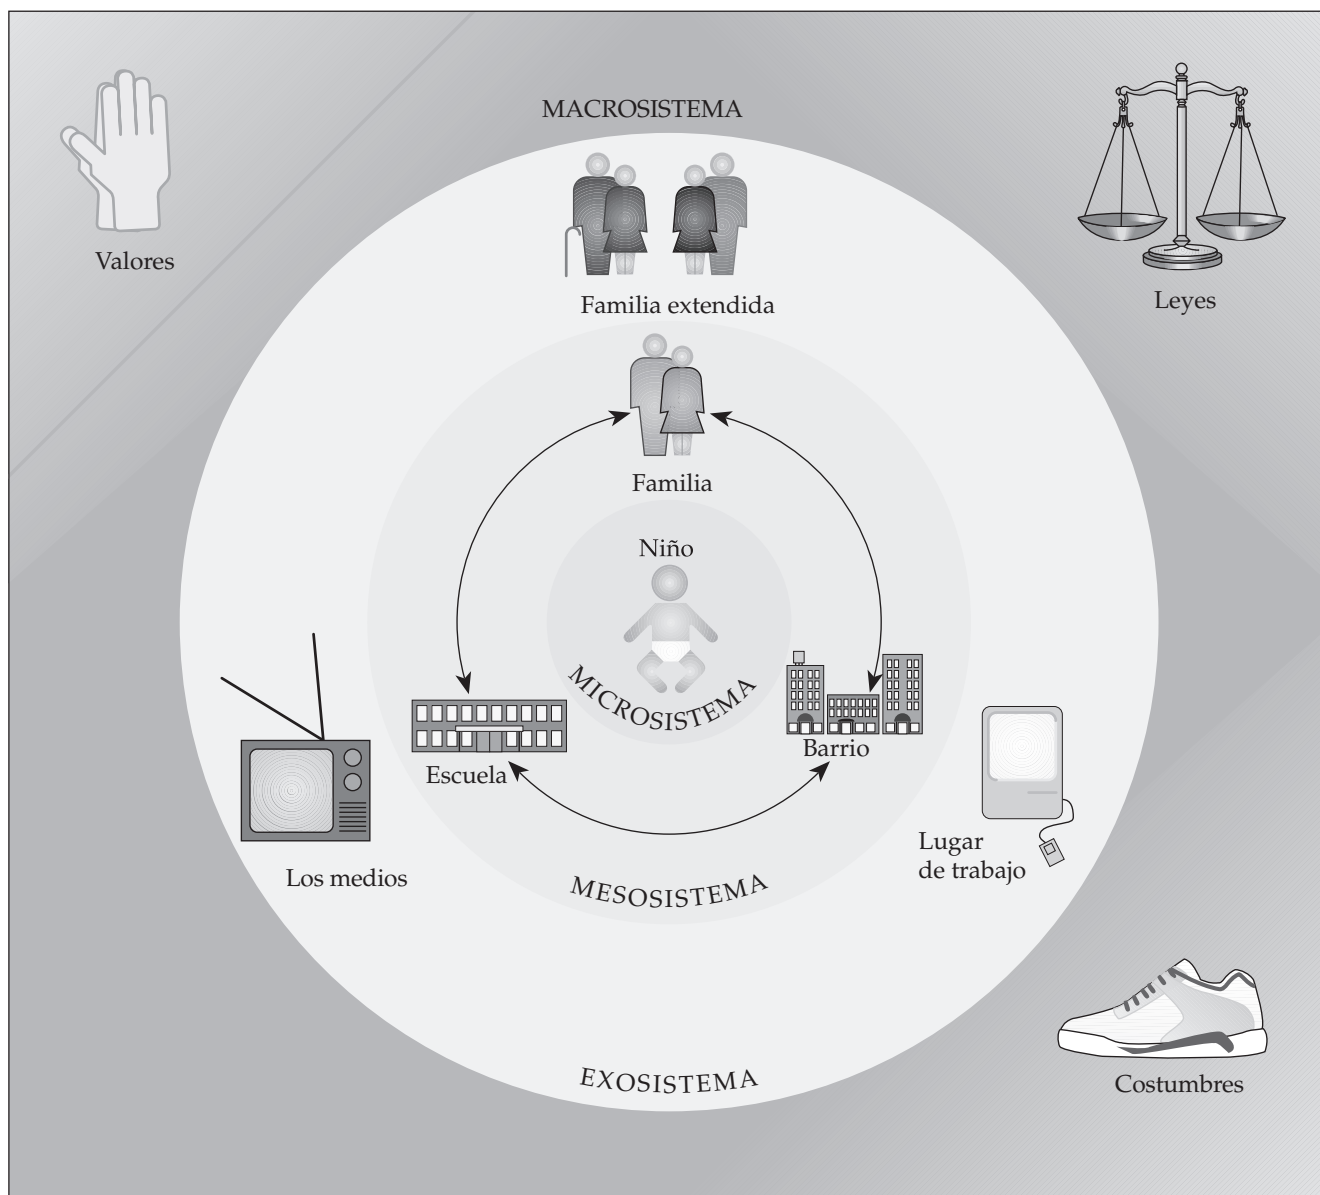 MACROSISTEMA
Valores
Leyes
Familia extendida
Familia
Niño
MICROSISTEMA
Escuela
Barrio
Los medios
Lugar
de trabajo
MESOSISTEMA
EXOSISTEMA
Costumbres